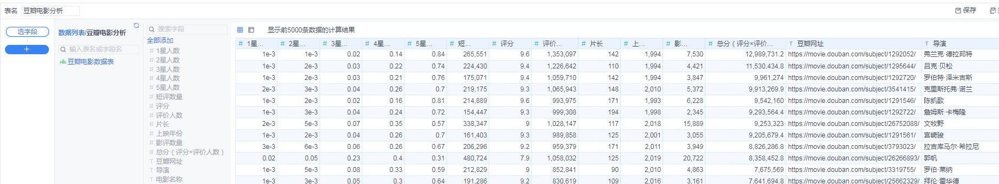 表名 豆瓣电影分析 保存
选字段
+
数据列表/豆瓣电影分析
输入表名或字段名
豆瓣电影数据表
搜索字段
全部添加
# 1星人数
# 2星人数
# 3星人数
# 4星人数
# 5星人数
# 短评数量
# 评分
# 评价人数
# 片长
# 上映年份
# 影评数量
# 总分（评分×评价人数）
T 豆瓣网址
T 导演
T 电影名称
显示前5000条数据的计算结果
# 1星... # 2星... # 3星... # 4星... # 5星... # 短... # 评分 # 评价... # 片长 # 上... # 影... # 总分（评分×评价... T 豆瓣网址 T 导演
1e-3 1e-3 0.02 0.14 0.84 265,551 9.6 1,353,097 142 1,994 7,530 12,989,731.2 https://movie.douban.com/subject/1292052/ 弗兰克·德拉邦特
1e-3 2e-3 0.03 0.22 0.74 224,430 9.4 1,226,642 110 1,994 4,421 11,530,434.8 https://movie.douban.com/subject/1295644/ 吕克·贝松
1e-3 2e-3 0.03 0.21 0.76 175,071 9.4 1,059,710 142 1,994 3,847 9,961,274 https://movie.douban.com/subject/1292720/ 罗伯特·泽米吉斯
2e-3 3e-3 0.04 0.26 0.7 219,175 9.3 1,065,943 148 2,010 5,372 9,913,269.9 https://movie.douban.com/subject/3541415/ 克里斯托弗·诺兰
1e-3 2e-3 0.02 0.16 0.81 214,889 9.6 993,975 171 1,993 6,228 9,542,160 https://movie.douban.com/subject/1291546/ 陈凯歌
1e-3 3e-3 0.04 0.24 0.72 154,447 9.3 999,308 194 1,998 2,345 9,293,564.4 https://movie.douban.com/subject/1292722/ 詹姆斯·卡梅隆
2e-3 5e-3 0.07 0.35 0.57 338,347 9 1,028,147 117 2,018 15,889 9,253,323 https://movie.douban.com/subject/26752088/ 文牧野
1e-3 2e-3 0.04 0.26 0.7 161,403 9.3 989,858 125 2,001 3,055 9,205,679.4 https://movie.douban.com/subject/1291561/ 宫崎骏
3e-3 6e-3 0.06 0.26 0.67 206,296 9.2 959,379 171 2,011 3,949 8,826,286.8 https://movie.douban.com/subject/3793023/ 拉吉库马尔·希拉尼
0.02 0.05 0.23 0.4 0.31 480,724 7.9 1,058,032 125 2,019 20,722 8,358,452.8 https://movie.douban.com/subject/26266893/ 郭帆
1e-3 5e-3 0.08 0.33 0.59 212,829 9 852,841 90 2,010 4,863 7,675,569 https://movie.douban.com/subject/3319755/ 罗伯·莱纳
1e-3 3e-3 0.05 0.3 0.64 191,286 9.2 830,619 109 2,016 3,161 7,641,694.8 https://movie.douban.com/subject/25662329/ 拜伦·霍华德